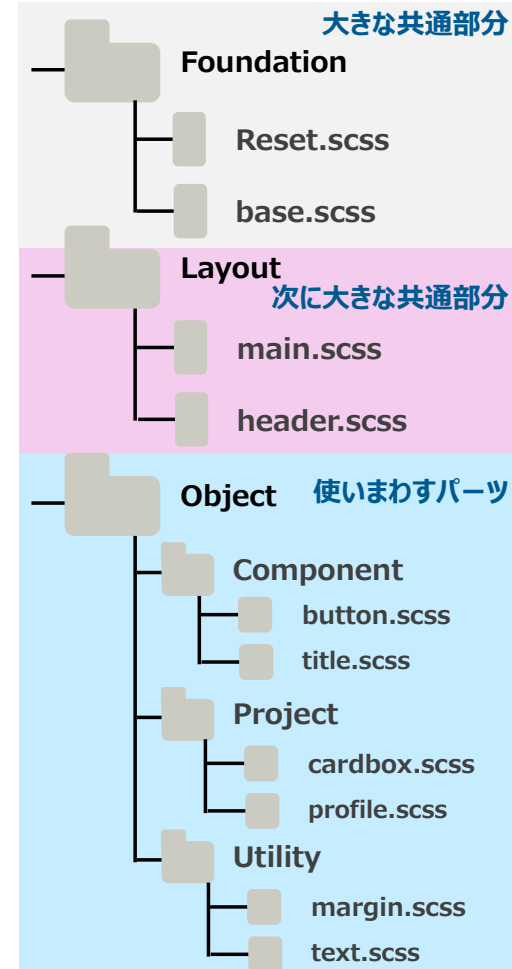 大きな共通部分
Foundation
Reset.scss
base.scss
Layout
次に大きな共通部分
main.scss
header.scss
Object 使いまわすパーツ
Component
button.scss
title.scss
Project
cardbox.scss
profile.scss
Utility
margin.scss
text.scss